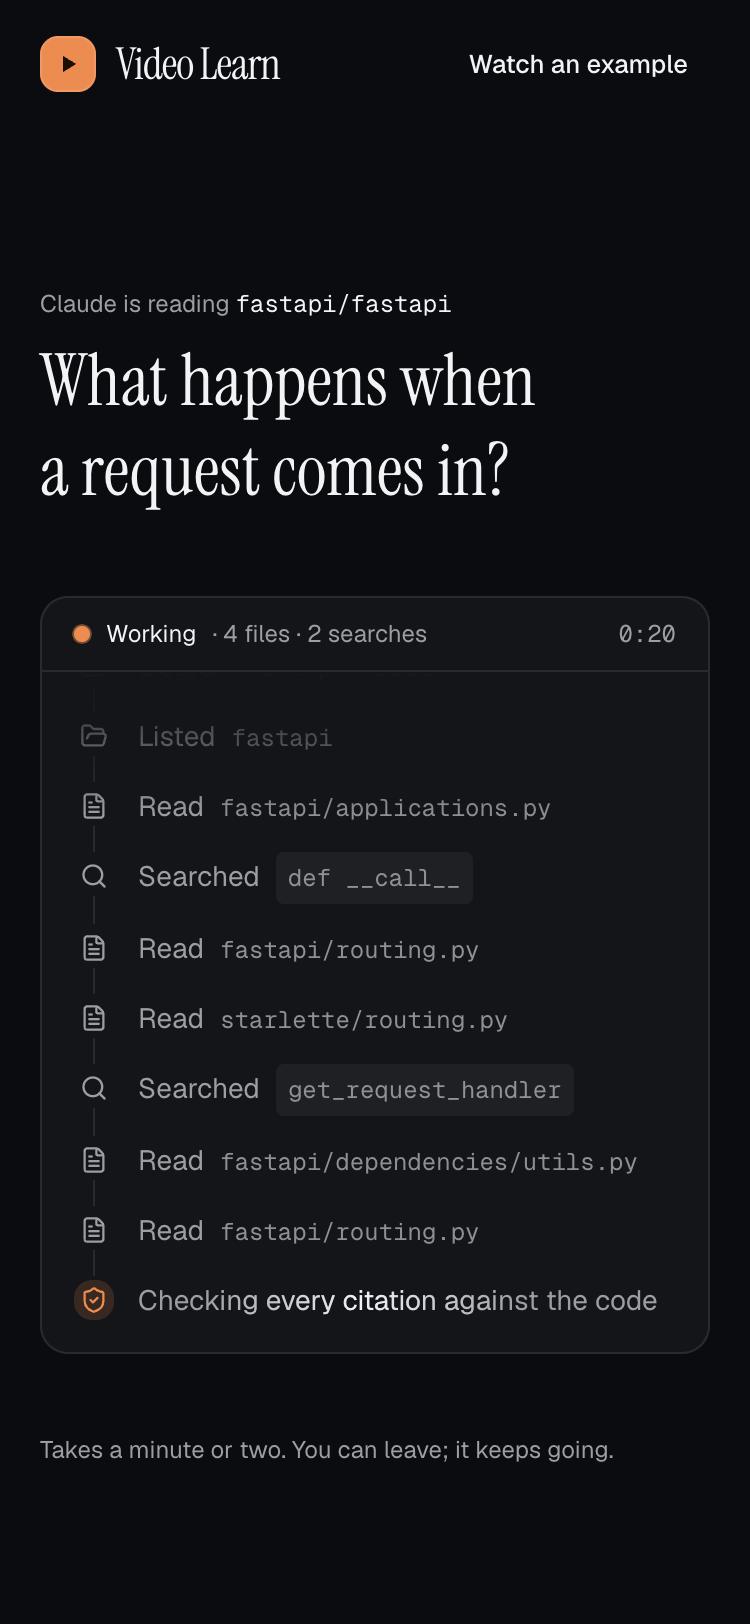 Video Learn
Watch an example
Claude is reading fastapi/fastapi
What happens when
a request comes in?
Working · 4 files · 2 searches 0:20
Listed fastapi
Read fastapi/applications.py
Searched def __call__
Read fastapi/routing.py
Read starlette/routing.py
Searched get_request_handler
Read fastapi/dependencies/utils.py
Read fastapi/routing.py
Checking every citation against the code
Takes a minute or two. You can leave; it keeps going.